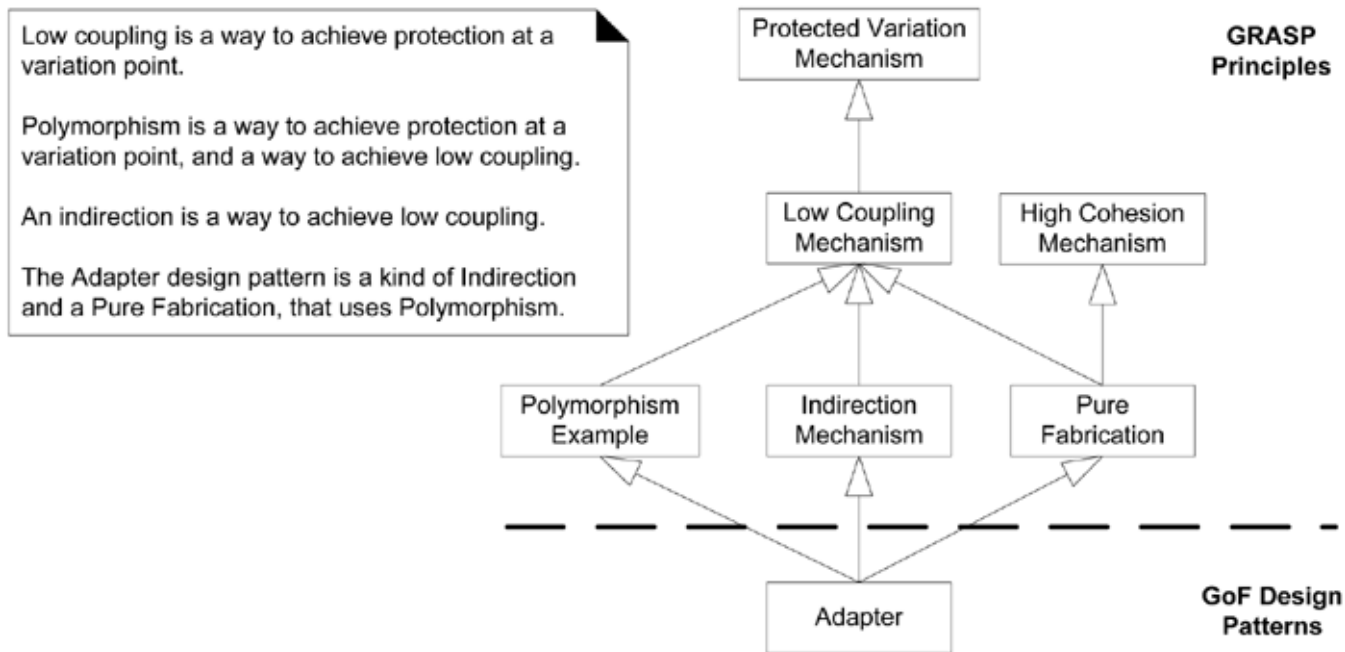 Low coupling is a way to achieve protection at a
variation point.
Polymorphism is a way to achieve protection at a
variation point, and a way to achieve low coupling.
An indirection is a way to achieve low coupling.
The Adapter design pattern is a kind of Indirection
and a Pure Fabrication, that uses Polymorphism.
Protected Variation
Mechanism
GRASP
Principles
Low Coupling
Mechanism
High Cohesion
Mechanism
Polymorphism
Example
Indirection
Mechanism
Pure
Fabrication
Adapter
GoF Design
Patterns